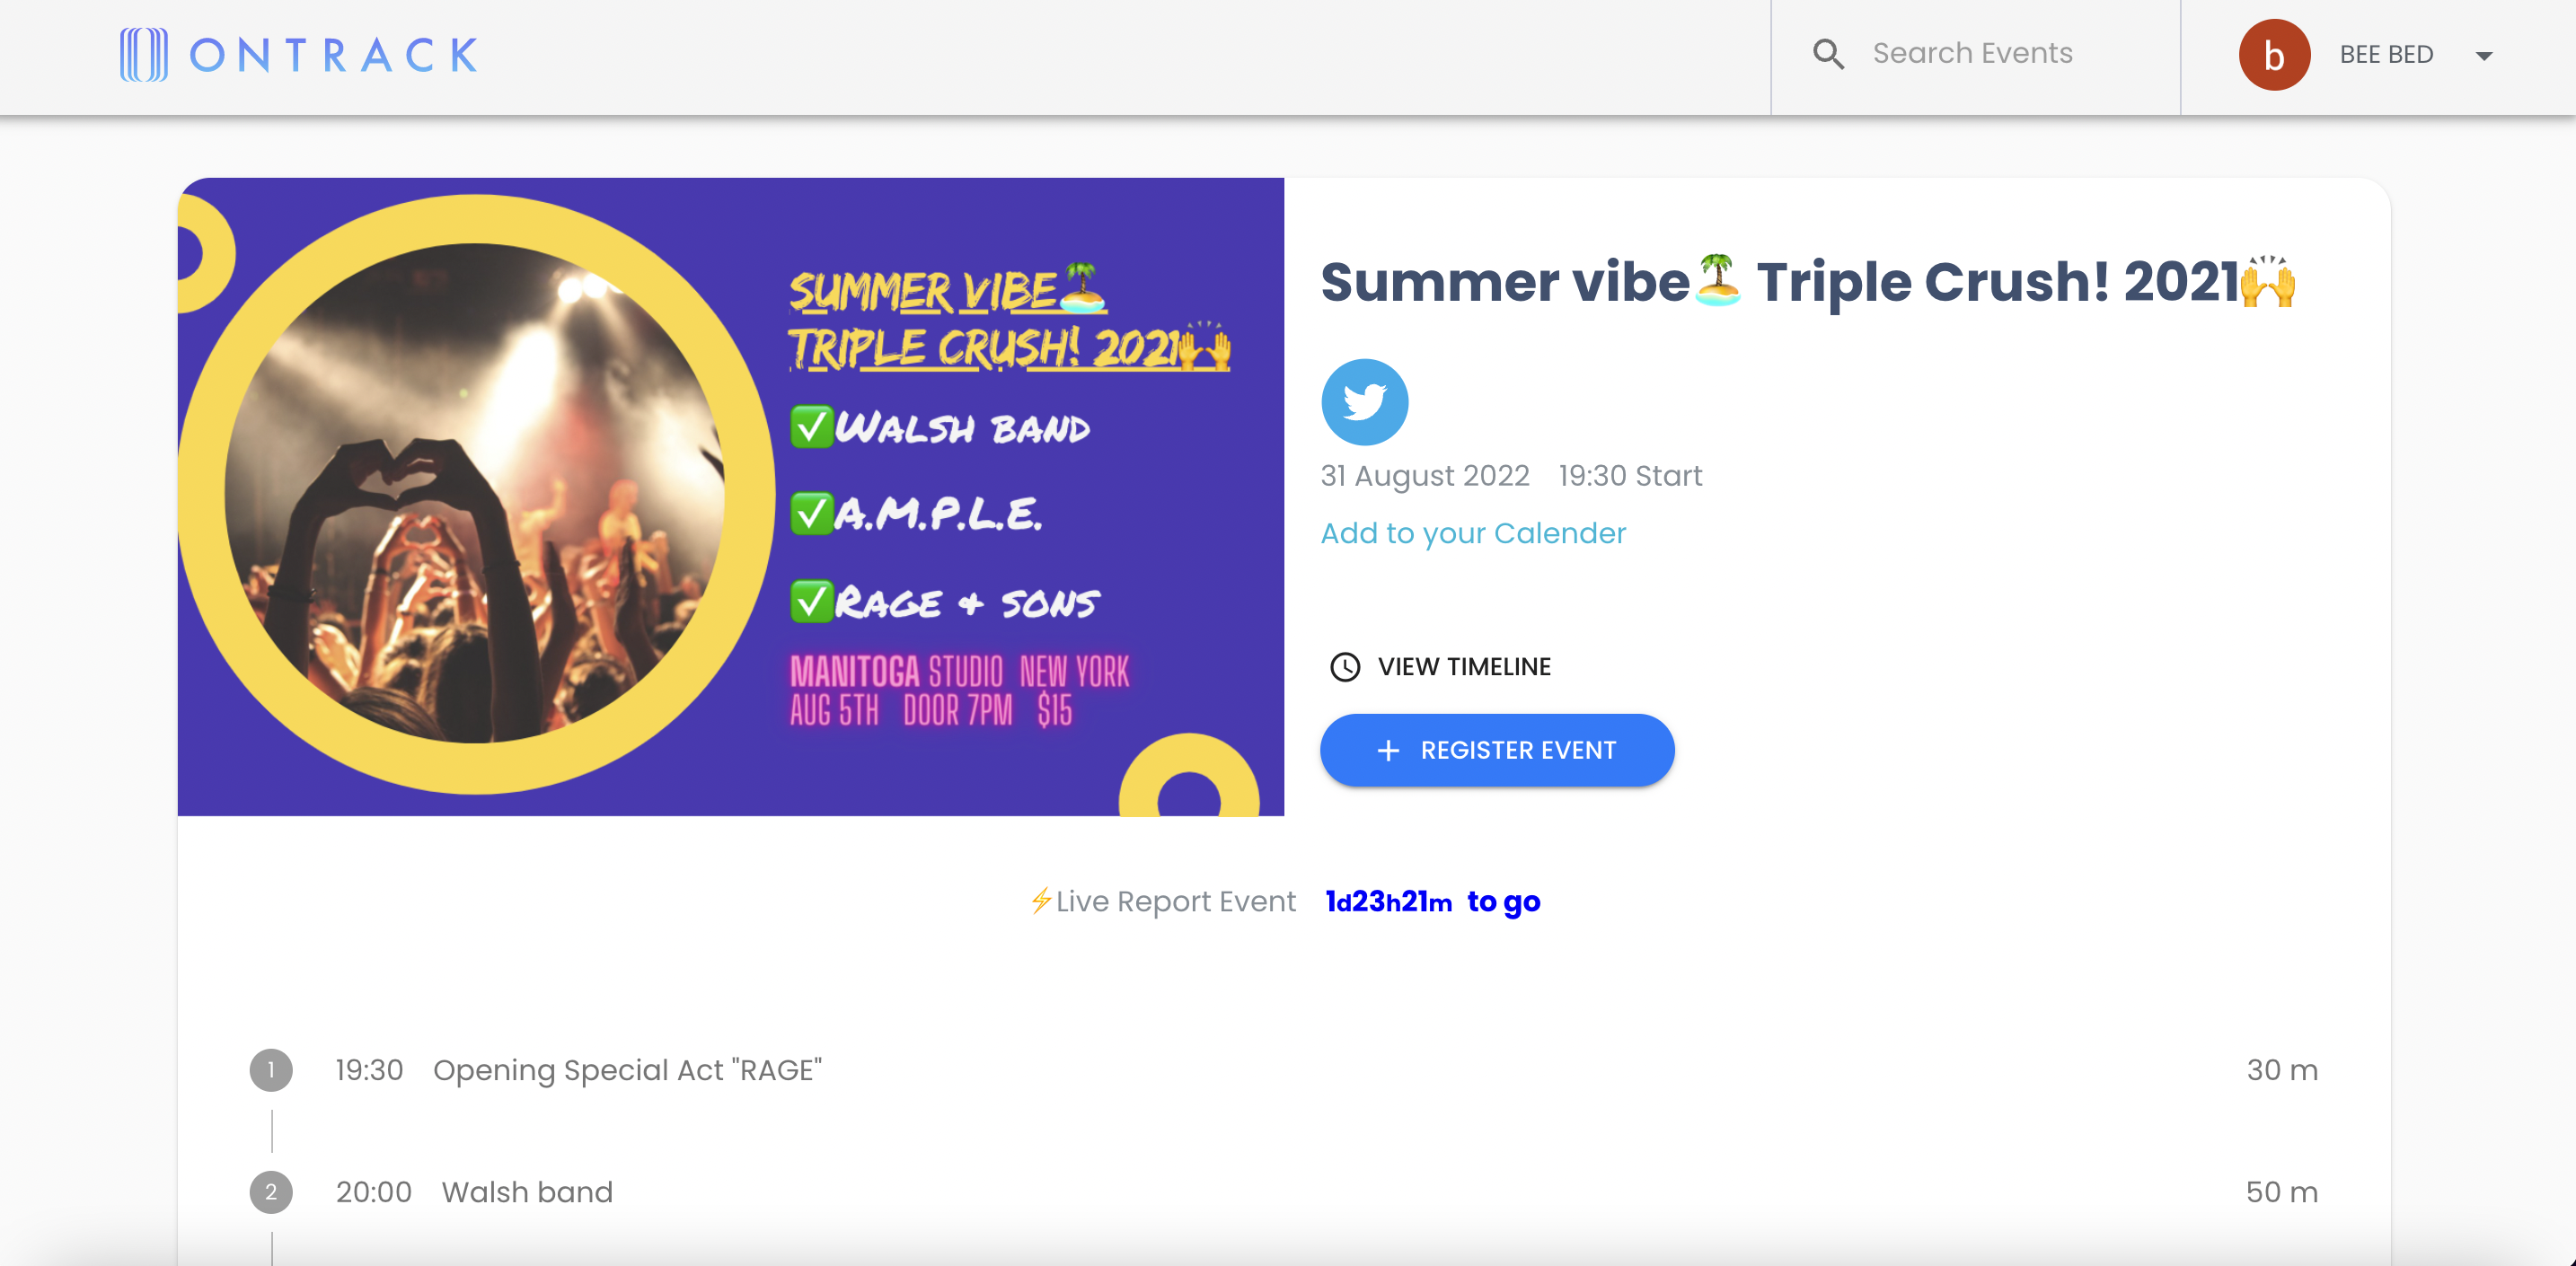 ONTRACK
Search Events
b
BEE BED
SUMMER VIBE🏝️
TRIPLE CRUSH! 2021🙌
✅WALSH BAND
✅A.M.P.L.E.
✅RAGE & SONS
MANITOGA STUDIO NEW YORK
AUG 5TH DOOR 7PM $15
Summer vibe🏝️ Triple Crush! 2021🙌
31 August 2022 19:30 Start
Add to your Calender
VIEW TIMELINE
+ REGISTER EVENT
⚡Live Report Event 1d23h21m to go
1 19:30 Opening Special Act "RAGE" 30 m
2 20:00 Walsh band 50 m